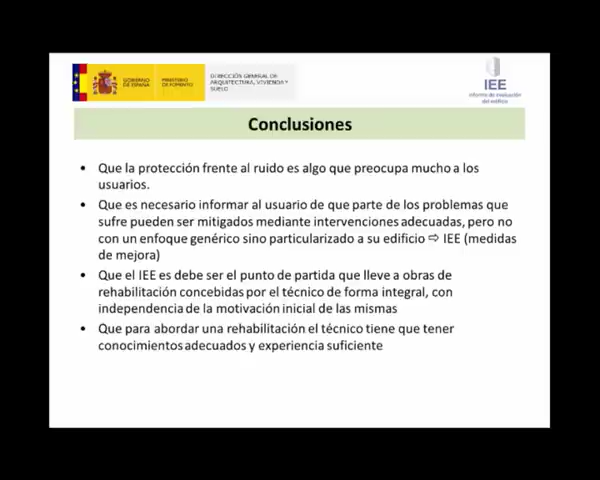 GOBIERNO
DE ESPAÑA
MINISTERIO
DE FOMENTO
DIRECCIÓN GENERAL DE
ARQUITECTURA, VIVIENDA Y
SUELO
IEE
informe de evaluación
del edificio
Conclusiones
• Que la protección frente al ruido es algo que preocupa mucho a los
usuarios.
• Que es necesario informar al usuario de que parte de los problemas que
sufre pueden ser mitigados mediante intervenciones adecuadas, pero no
con un enfoque genérico sino particularizado a su edificio ⇨ IEE (medidas
de mejora)
• Que el IEE es debe ser el punto de partida que lleve a obras de
rehabilitación concebidas por el técnico de forma integral, con
independencia de la motivación inicial de las mismas
• Que para abordar una rehabilitación el técnico tiene que tener
conocimientos adecuados y experiencia suficiente